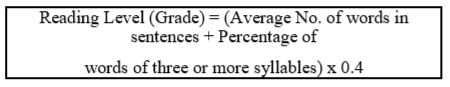 Reading Level (Grade) = (Average No. of words in
sentences + Percentage of
words of three or more syllables) x 0.4